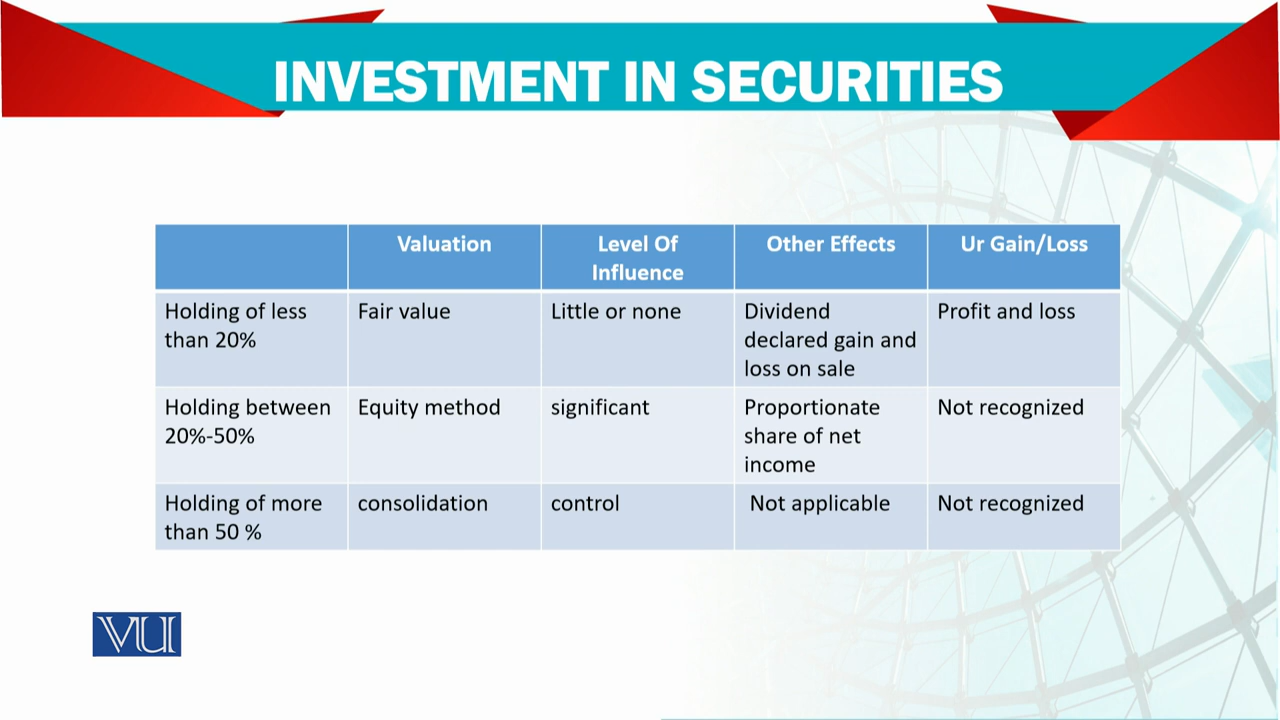 INVESTMENT IN SECURITIES
Valuation
Level Of
Influence
Other Effects
Ur Gain/Loss
Holding of less
than 20%
Fair value
Little or none
Dividend
declared gain and
loss on sale
Profit and loss
Holding between
20%-50%
Equity method
significant
Proportionate
share of net
income
Not recognized
Holding of more
than 50 %
consolidation
control
Not applicable
Not recognized
VU